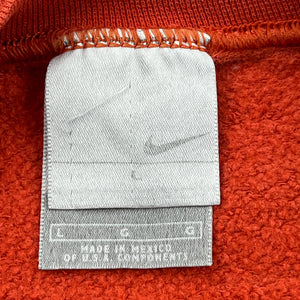 L
L G G
MADE IN MEXICO
OF U.S.A. COMPONENTS